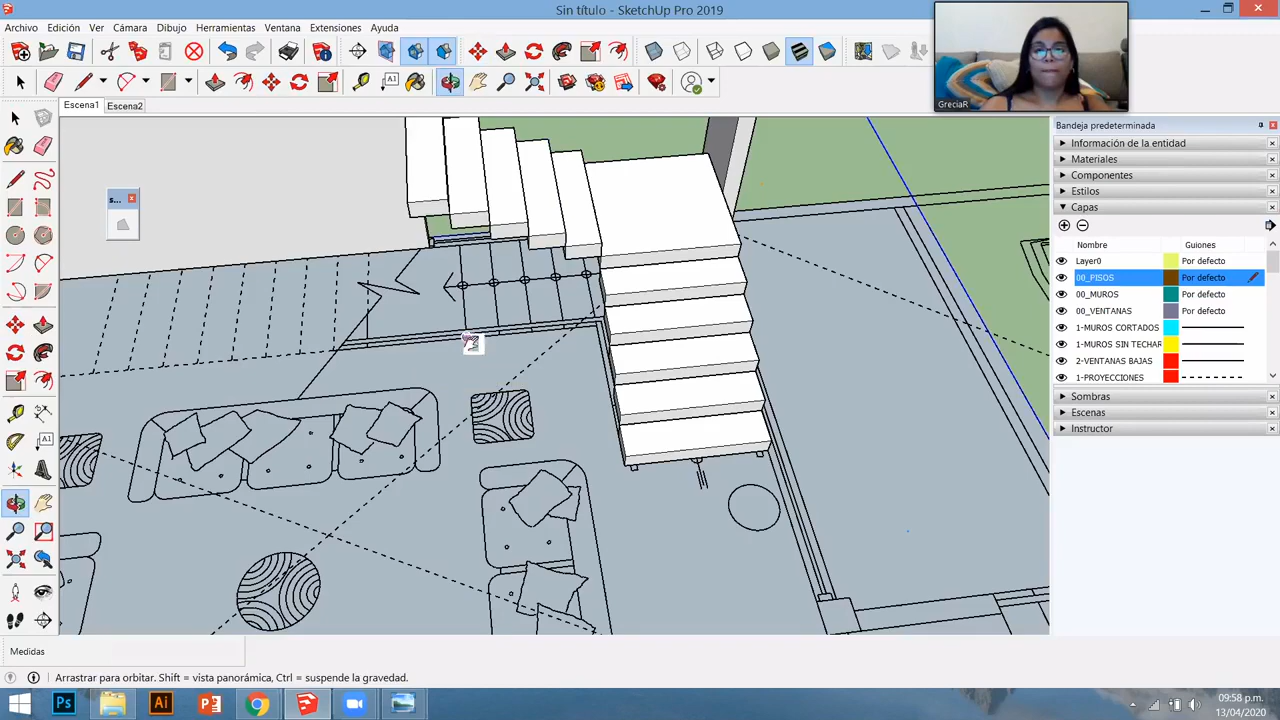 Sin título - SketchUp Pro 2019
Archivo Edición Ver Cámara Dibujo Herramientas Ventana Extensiones Ayuda
GreciaR
Escena1 Escena2
s...
Bandeja predeterminada
Información de la entidad
Materiales
Componentes
Estilos
Capas
Nombre Guiones
Layer0 Por defecto
00_PISOS Por defecto
00_MUROS Por defecto
00_VENTANAS Por defecto
1-MUROS CORTADOS
1-MUROS SIN TECHAR
2-VENTANAS BAJAS
1-PROYECCIONES
Sombras
Escenas
Instructor
Medidas
Arrastrar para orbitar. Shift = vista panorámica, Ctrl = suspende la gravedad.
09:58 p.m.
13/04/2020